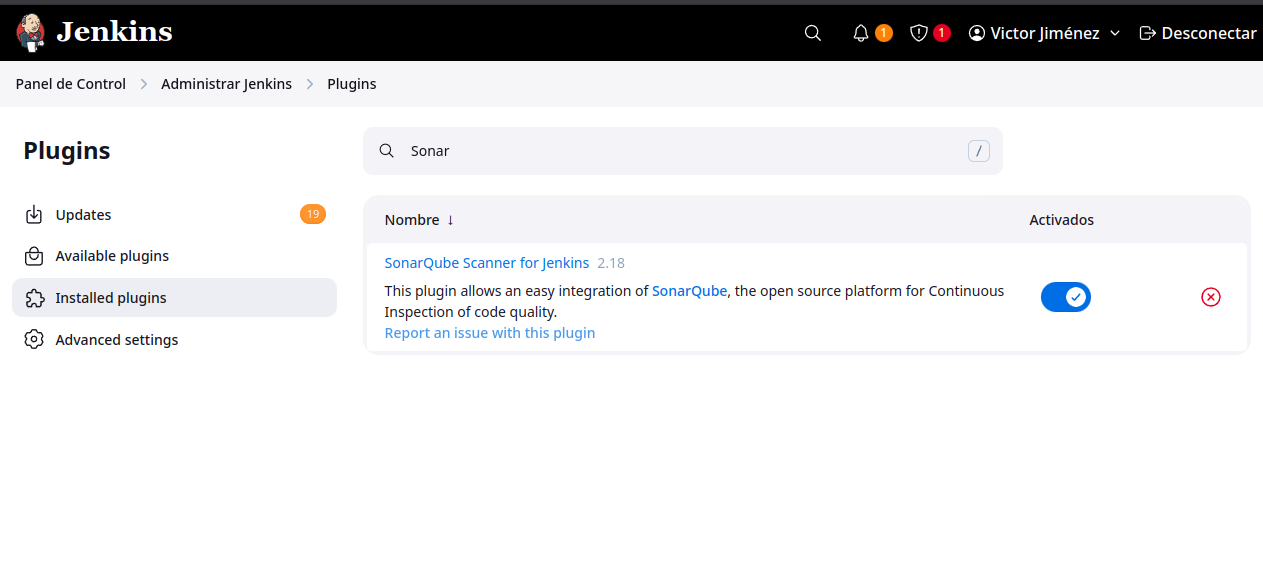 Jenkins
1
1
Victor Jiménez
Desconectar
Panel de Control
Administrar Jenkins
Plugins
Plugins
Updates
19
Available plugins
Installed plugins
Advanced settings
Sonar
/
Nombre ↓
Activados
SonarQube Scanner for Jenkins 2.18
This plugin allows an easy integration of SonarQube, the open source platform for Continuous
Inspection of code quality.
Report an issue with this plugin